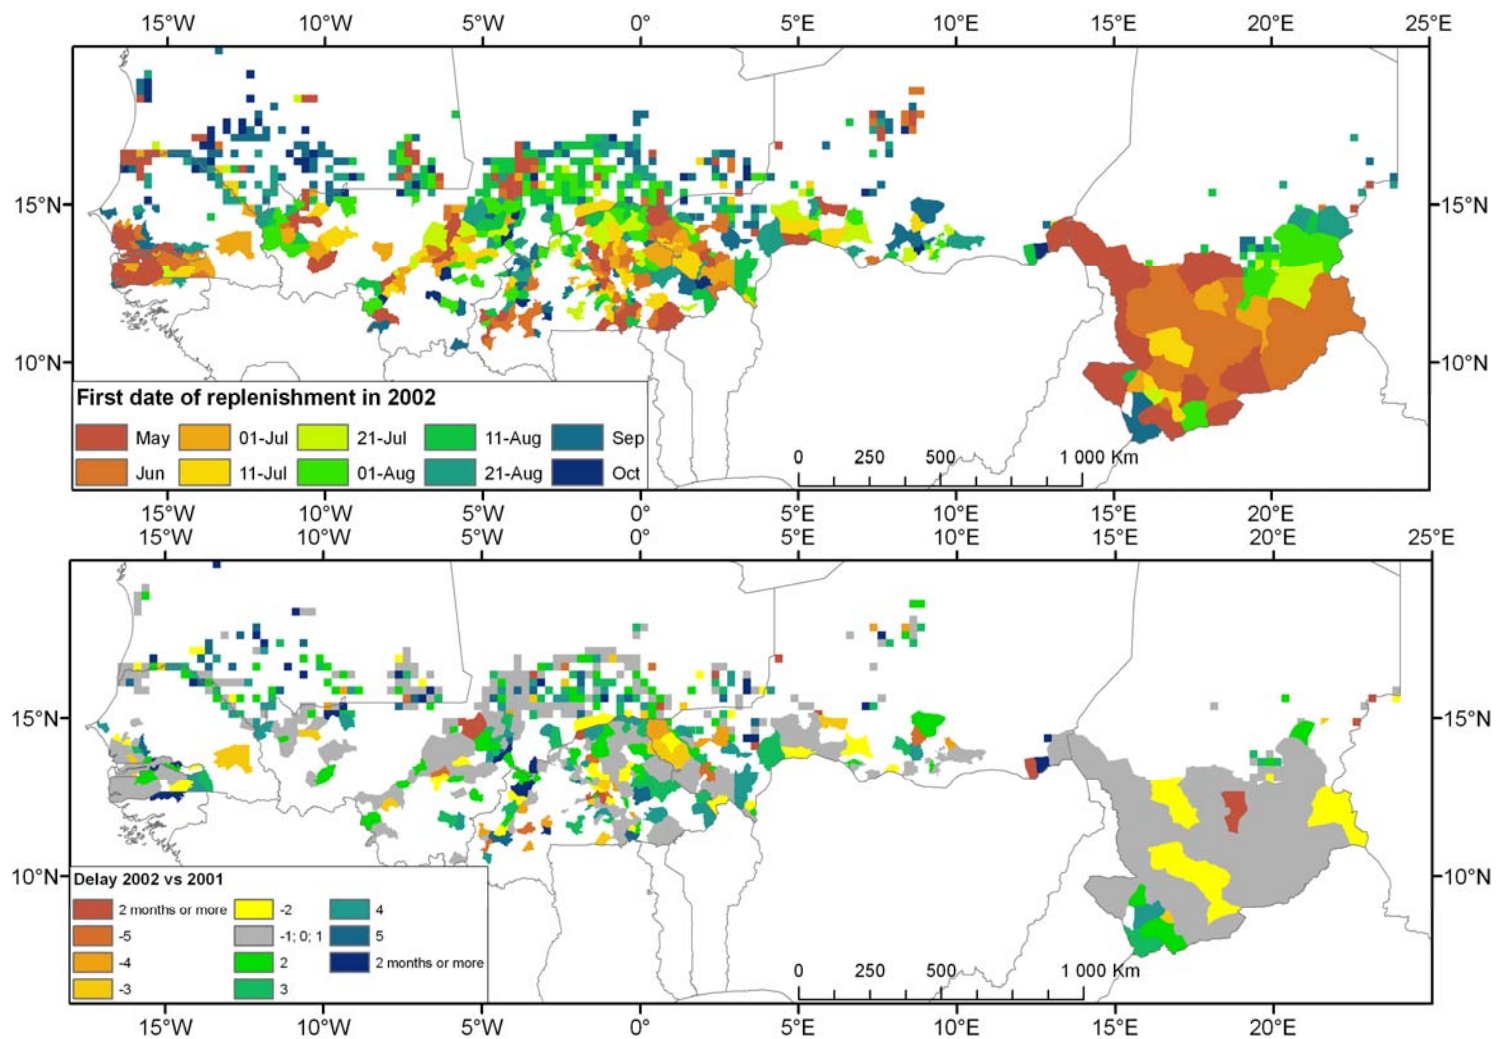 15°W 10°W 5°W 0° 5°E 10°E 15°E 20°E 25°E
15°N 15°N
10°N 10°N
First date of replenishment in 2002
May 01-Jul 21-Jul 11-Aug Sep
Jun 11-Jul 01-Aug 21-Aug Oct
0 250 500 1 000 Km
15°W 10°W 5°W 0° 5°E 10°E 15°E 20°E
15°W 10°W 5°W 0° 5°E 10°E 15°E 20°E 25°E
15°N 15°N
10°N 10°N
Delay 2002 vs 2001
2 months or more -2 4
-5 -1; 0; 1 5
-4 2 2 months or more
-3 3
0 250 500 1 000 Km
15°W 10°W 5°W 0° 5°E 10°E 15°E 20°E